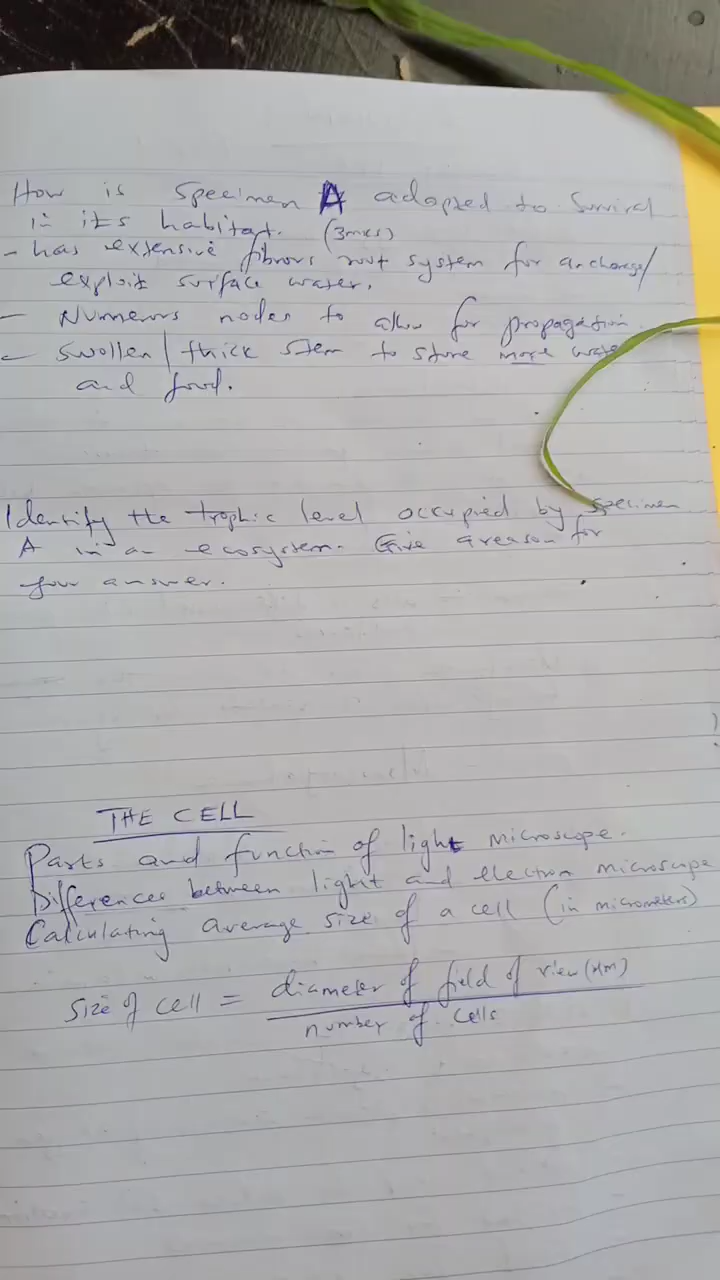 How is specimen A adapted to survival
in its habitat. (3mks)
- has extensive fibrous root system for anchorage/
exploit surface water.
- Numerous nodes to allow for propagation.
- Swollen/thick stem to store more water
and food.
Identify the trophic level occupied by specimen
A in an ecosystem. Give a reason for
your answer.
THE CELL
Parts and function of light microscope.
Differences between light and electron microscope
Calculating average size of a cell (in micrometers)
Size of cell = diameter of field of view (µm)
number of cells